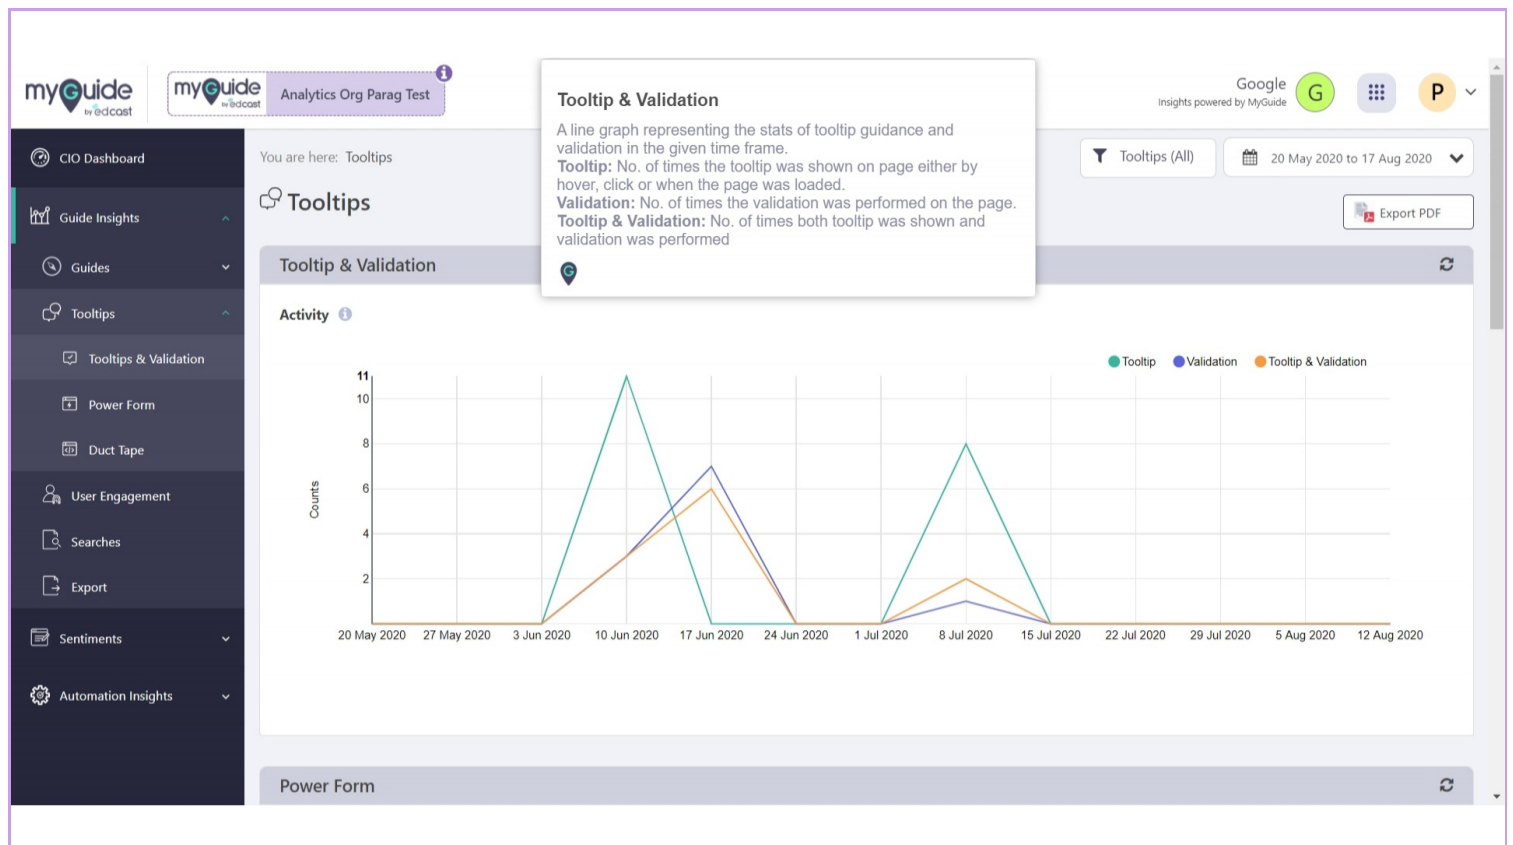 myGuide
by edcast
myGuide
by edcast
Analytics Org Parag Test
i
Tooltip & Validation
A line graph representing the stats of tooltip guidance and
validation in the given time frame.
Tooltip: No. of times the tooltip was shown on page either by
hover, click or when the page was loaded.
Validation: No. of times the validation was performed on the page.
Tooltip & Validation: No. of times both tooltip was shown and
validation was performed
G
Google
Insights powered by MyGuide
G
P
CIO Dashboard
Guide Insights
Guides
Tooltips
Tooltips & Validation
Power Form
Duct Tape
User Engagement
Searches
Export
Sentiments
Automation Insights
You are here: Tooltips
Tooltips (All)
20 May 2020 to 17 Aug 2020
Tooltips
Export PDF
Tooltip & Validation
Activity i
Tooltip Validation Tooltip & Validation
11
10
8
6
4
2
Counts
20 May 2020 27 May 2020 3 Jun 2020 10 Jun 2020 17 Jun 2020 24 Jun 2020 1 Jul 2020 8 Jul 2020 15 Jul 2020 22 Jul 2020 29 Jul 2020 5 Aug 2020 12 Aug 2020
Power Form